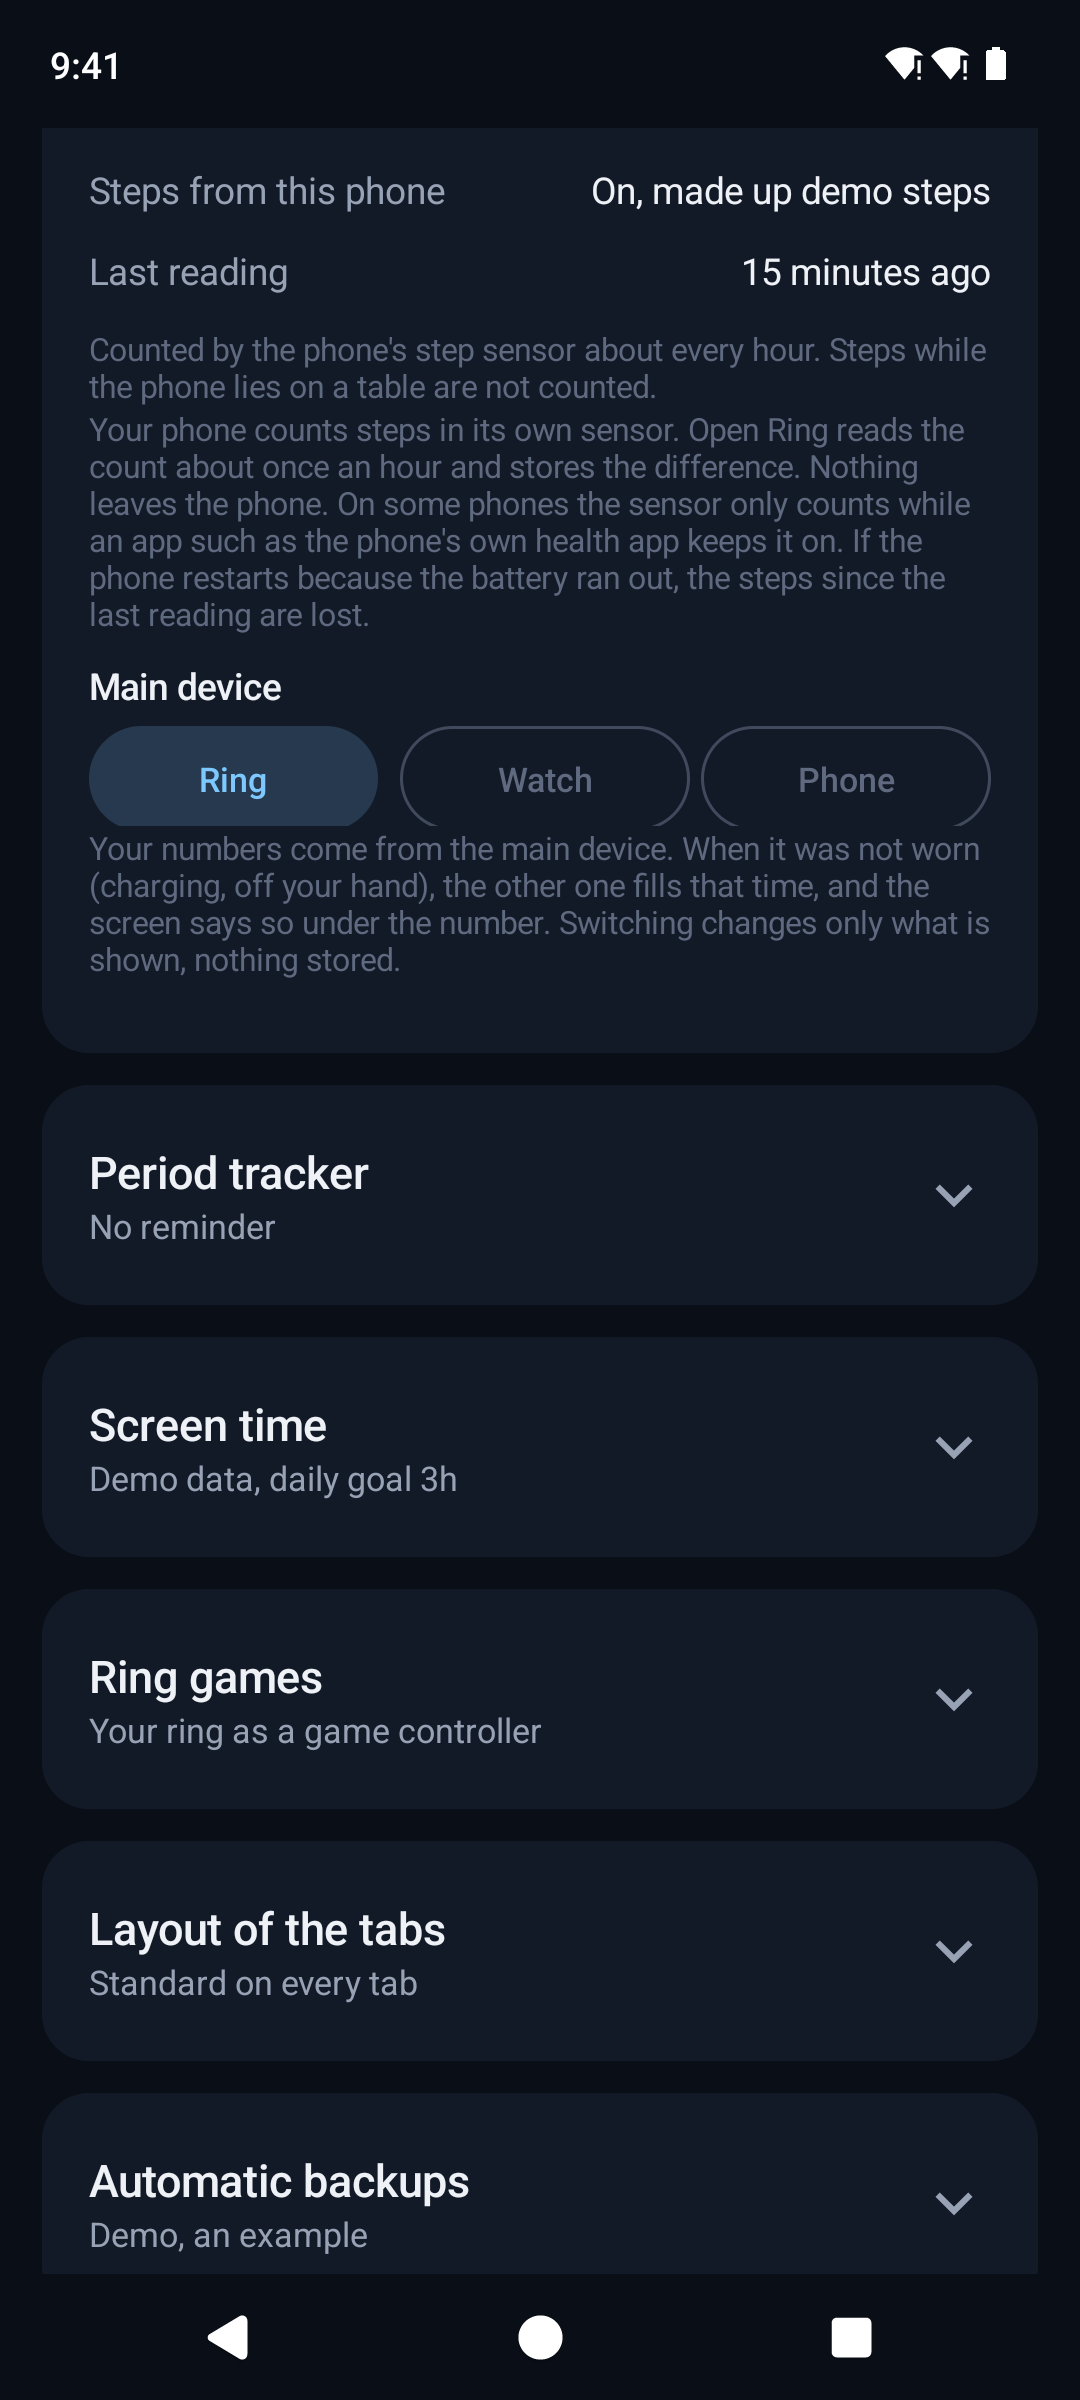 9:41
Steps from this phone On, made up demo steps
Last reading 15 minutes ago
Counted by the phone's step sensor about every hour. Steps while
the phone lies on a table are not counted.
Your phone counts steps in its own sensor. Open Ring reads the
count about once an hour and stores the difference. Nothing
leaves the phone. On some phones the sensor only counts while
an app such as the phone's own health app keeps it on. If the
phone restarts because the battery ran out, the steps since the
last reading are lost.
Main device
Ring Watch Phone
Your numbers come from the main device. When it was not worn
(charging, off your hand), the other one fills that time, and the
screen says so under the number. Switching changes only what is
shown, nothing stored.
Period tracker
No reminder
Screen time
Demo data, daily goal 3h
Ring games
Your ring as a game controller
Layout of the tabs
Standard on every tab
Automatic backups
Demo, an example